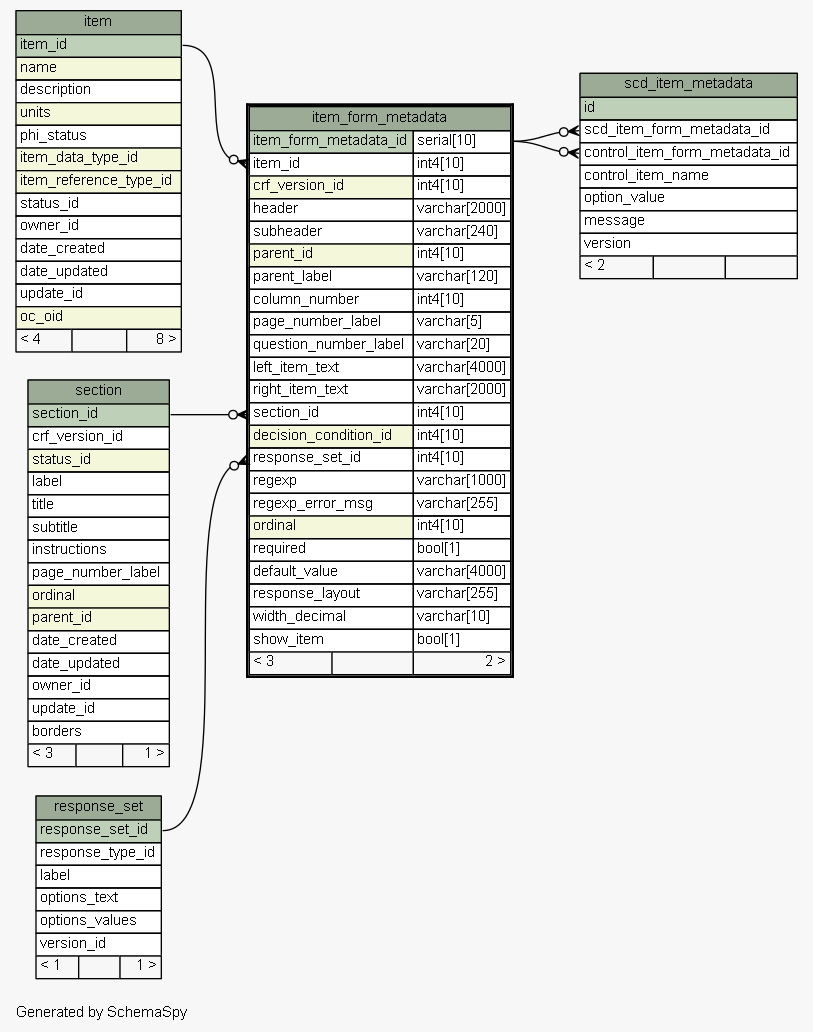 item
item_id
name
description
units
phi_status
item_data_type_id
item_reference_type_id
status_id
owner_id
date_created
date_updated
update_id
oc_oid
< 4 8 >
section
section_id
crf_version_id
status_id
label
title
subtitle
instructions
page_number_label
ordinal
parent_id
date_created
date_updated
owner_id
update_id
borders
< 3 1 >
response_set
response_set_id
response_type_id
label
options_text
options_values
version_id
< 1 1 >
item_form_metadata
item_form_metadata_id serial[10]
item_id int4[10]
crf_version_id int4[10]
header varchar[2000]
subheader varchar[240]
parent_id int4[10]
parent_label varchar[120]
column_number int4[10]
page_number_label varchar[5]
question_number_label varchar[20]
left_item_text varchar[4000]
right_item_text varchar[2000]
section_id int4[10]
decision_condition_id int4[10]
response_set_id int4[10]
regexp varchar[1000]
regexp_error_msg varchar[255]
ordinal int4[10]
required bool[1]
default_value varchar[4000]
response_layout varchar[255]
width_decimal varchar[10]
show_item bool[1]
< 3 2 >
scd_item_metadata
id
scd_item_form_metadata_id
control_item_form_metadata_id
control_item_name
option_value
message
version
< 2
Generated by SchemaSpy